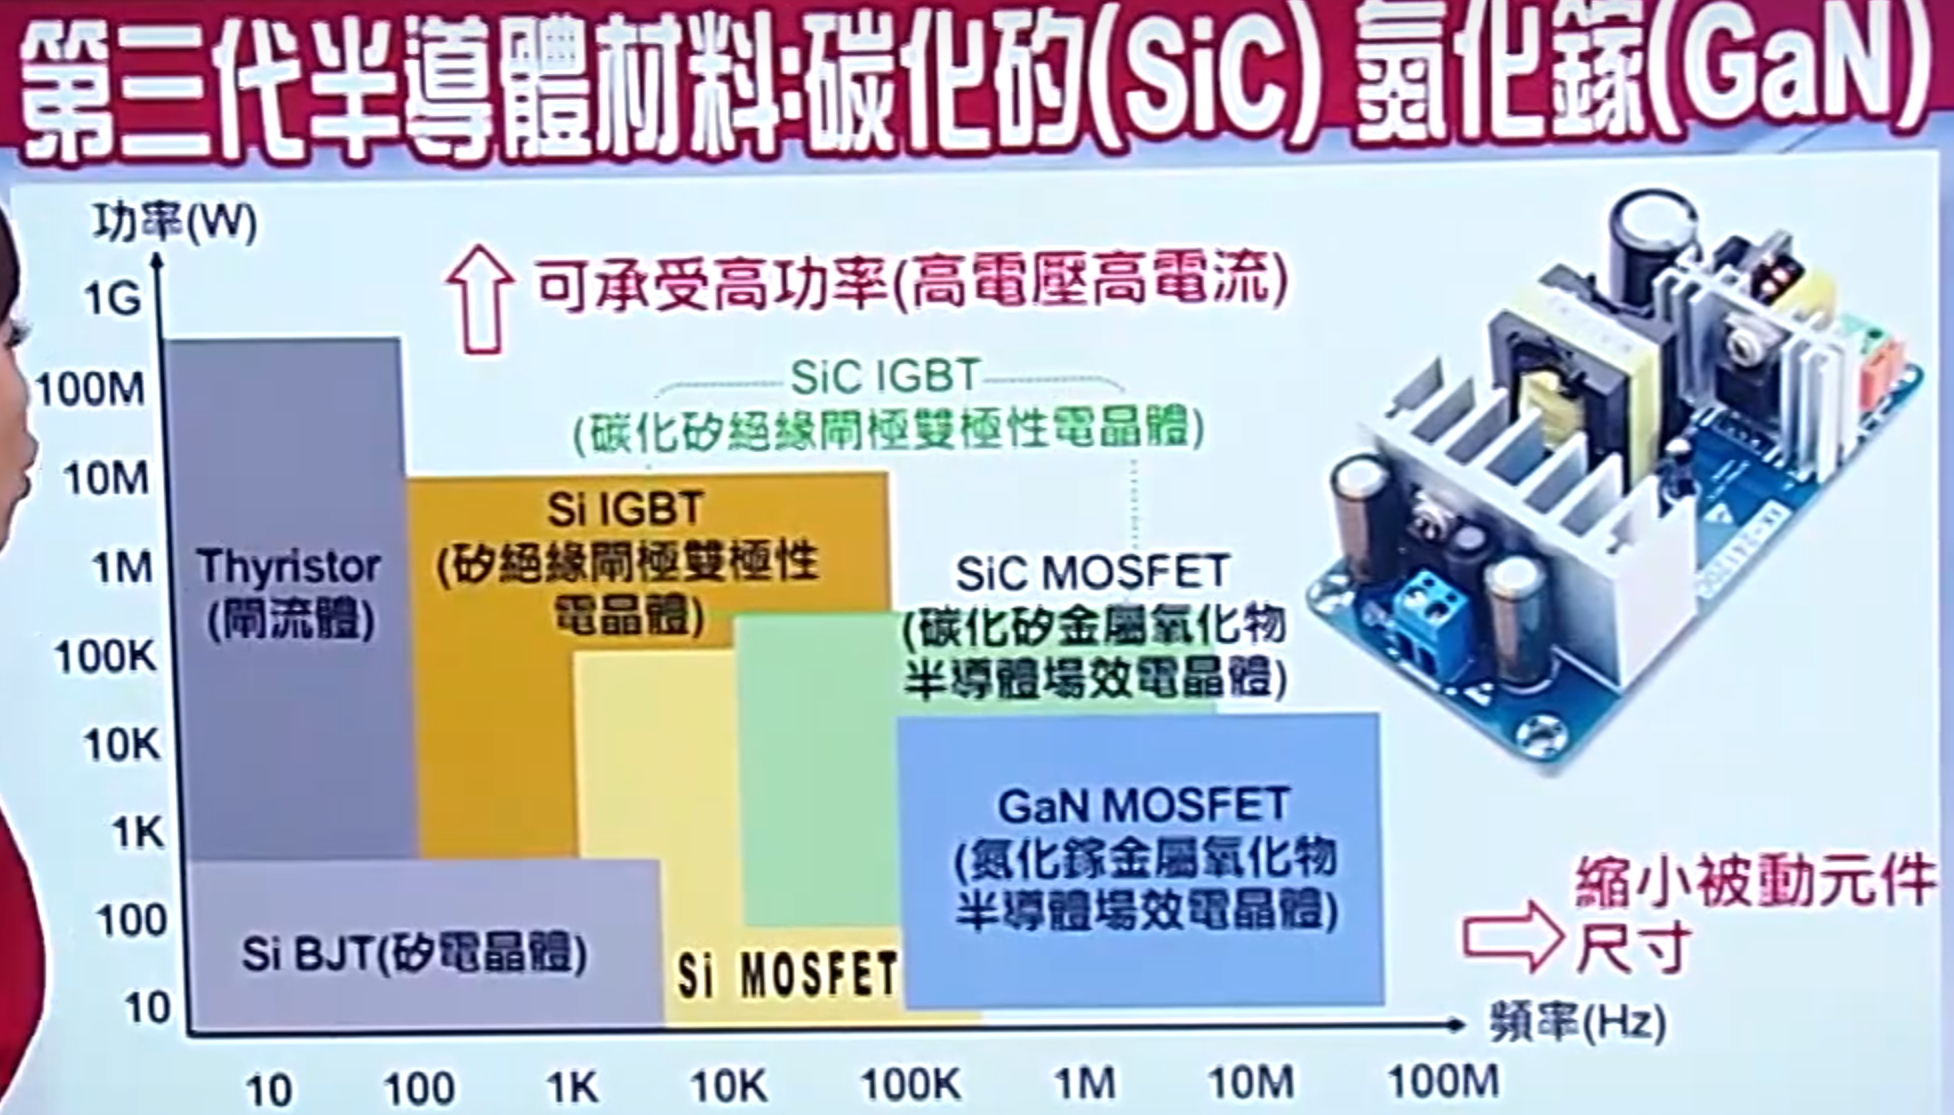 第三代半導體材料:碳化矽(SiC) 氮化鎵(GaN)
功率(W)
1G
100M
10M
1M
100K
10K
1K
100
10
可承受高功率(高電壓高電流)
SiC IGBT
(碳化矽絕緣閘極雙極性電晶體)
Si IGBT
(矽絕緣閘極雙極性
電晶體)
Thyristor
(閘流體)
SiC MOSFET
(碳化矽金屬氧化物
半導體場效電晶體)
GaN MOSFET
(氮化鎵金屬氧化物
半導體場效電晶體)
Si BJT(矽電晶體)
Si MOSFET
縮小被動元件
尺寸
頻率(Hz)
10 100 1K 10K 100K 1M 10M 100M